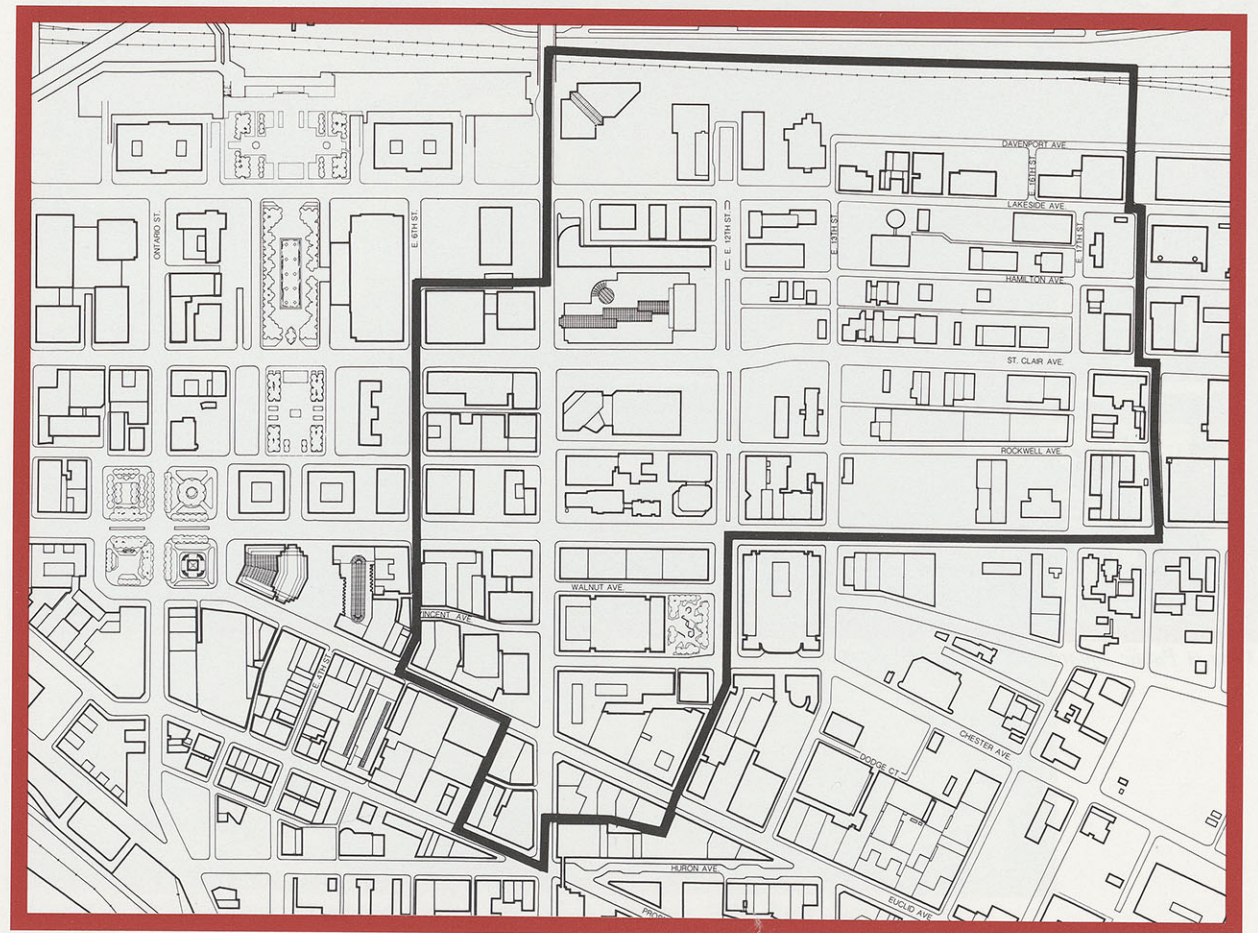 DAVENPORT AVE.
E. 16TH ST.
LAKESIDE AVE.
ONTARIO ST.
E. 6TH ST.
E. 12TH ST.
E. 13TH ST.
E. 17TH ST.
HAMILTON AVE.
ST. CLAIR AVE.
ROCKWELL AVE.
WALNUT AVE.
VINCENT AVE.
E. 4TH ST.
CHESTER AVE.
DODGE CT.
HURON AVE.
EUCLID AVE.